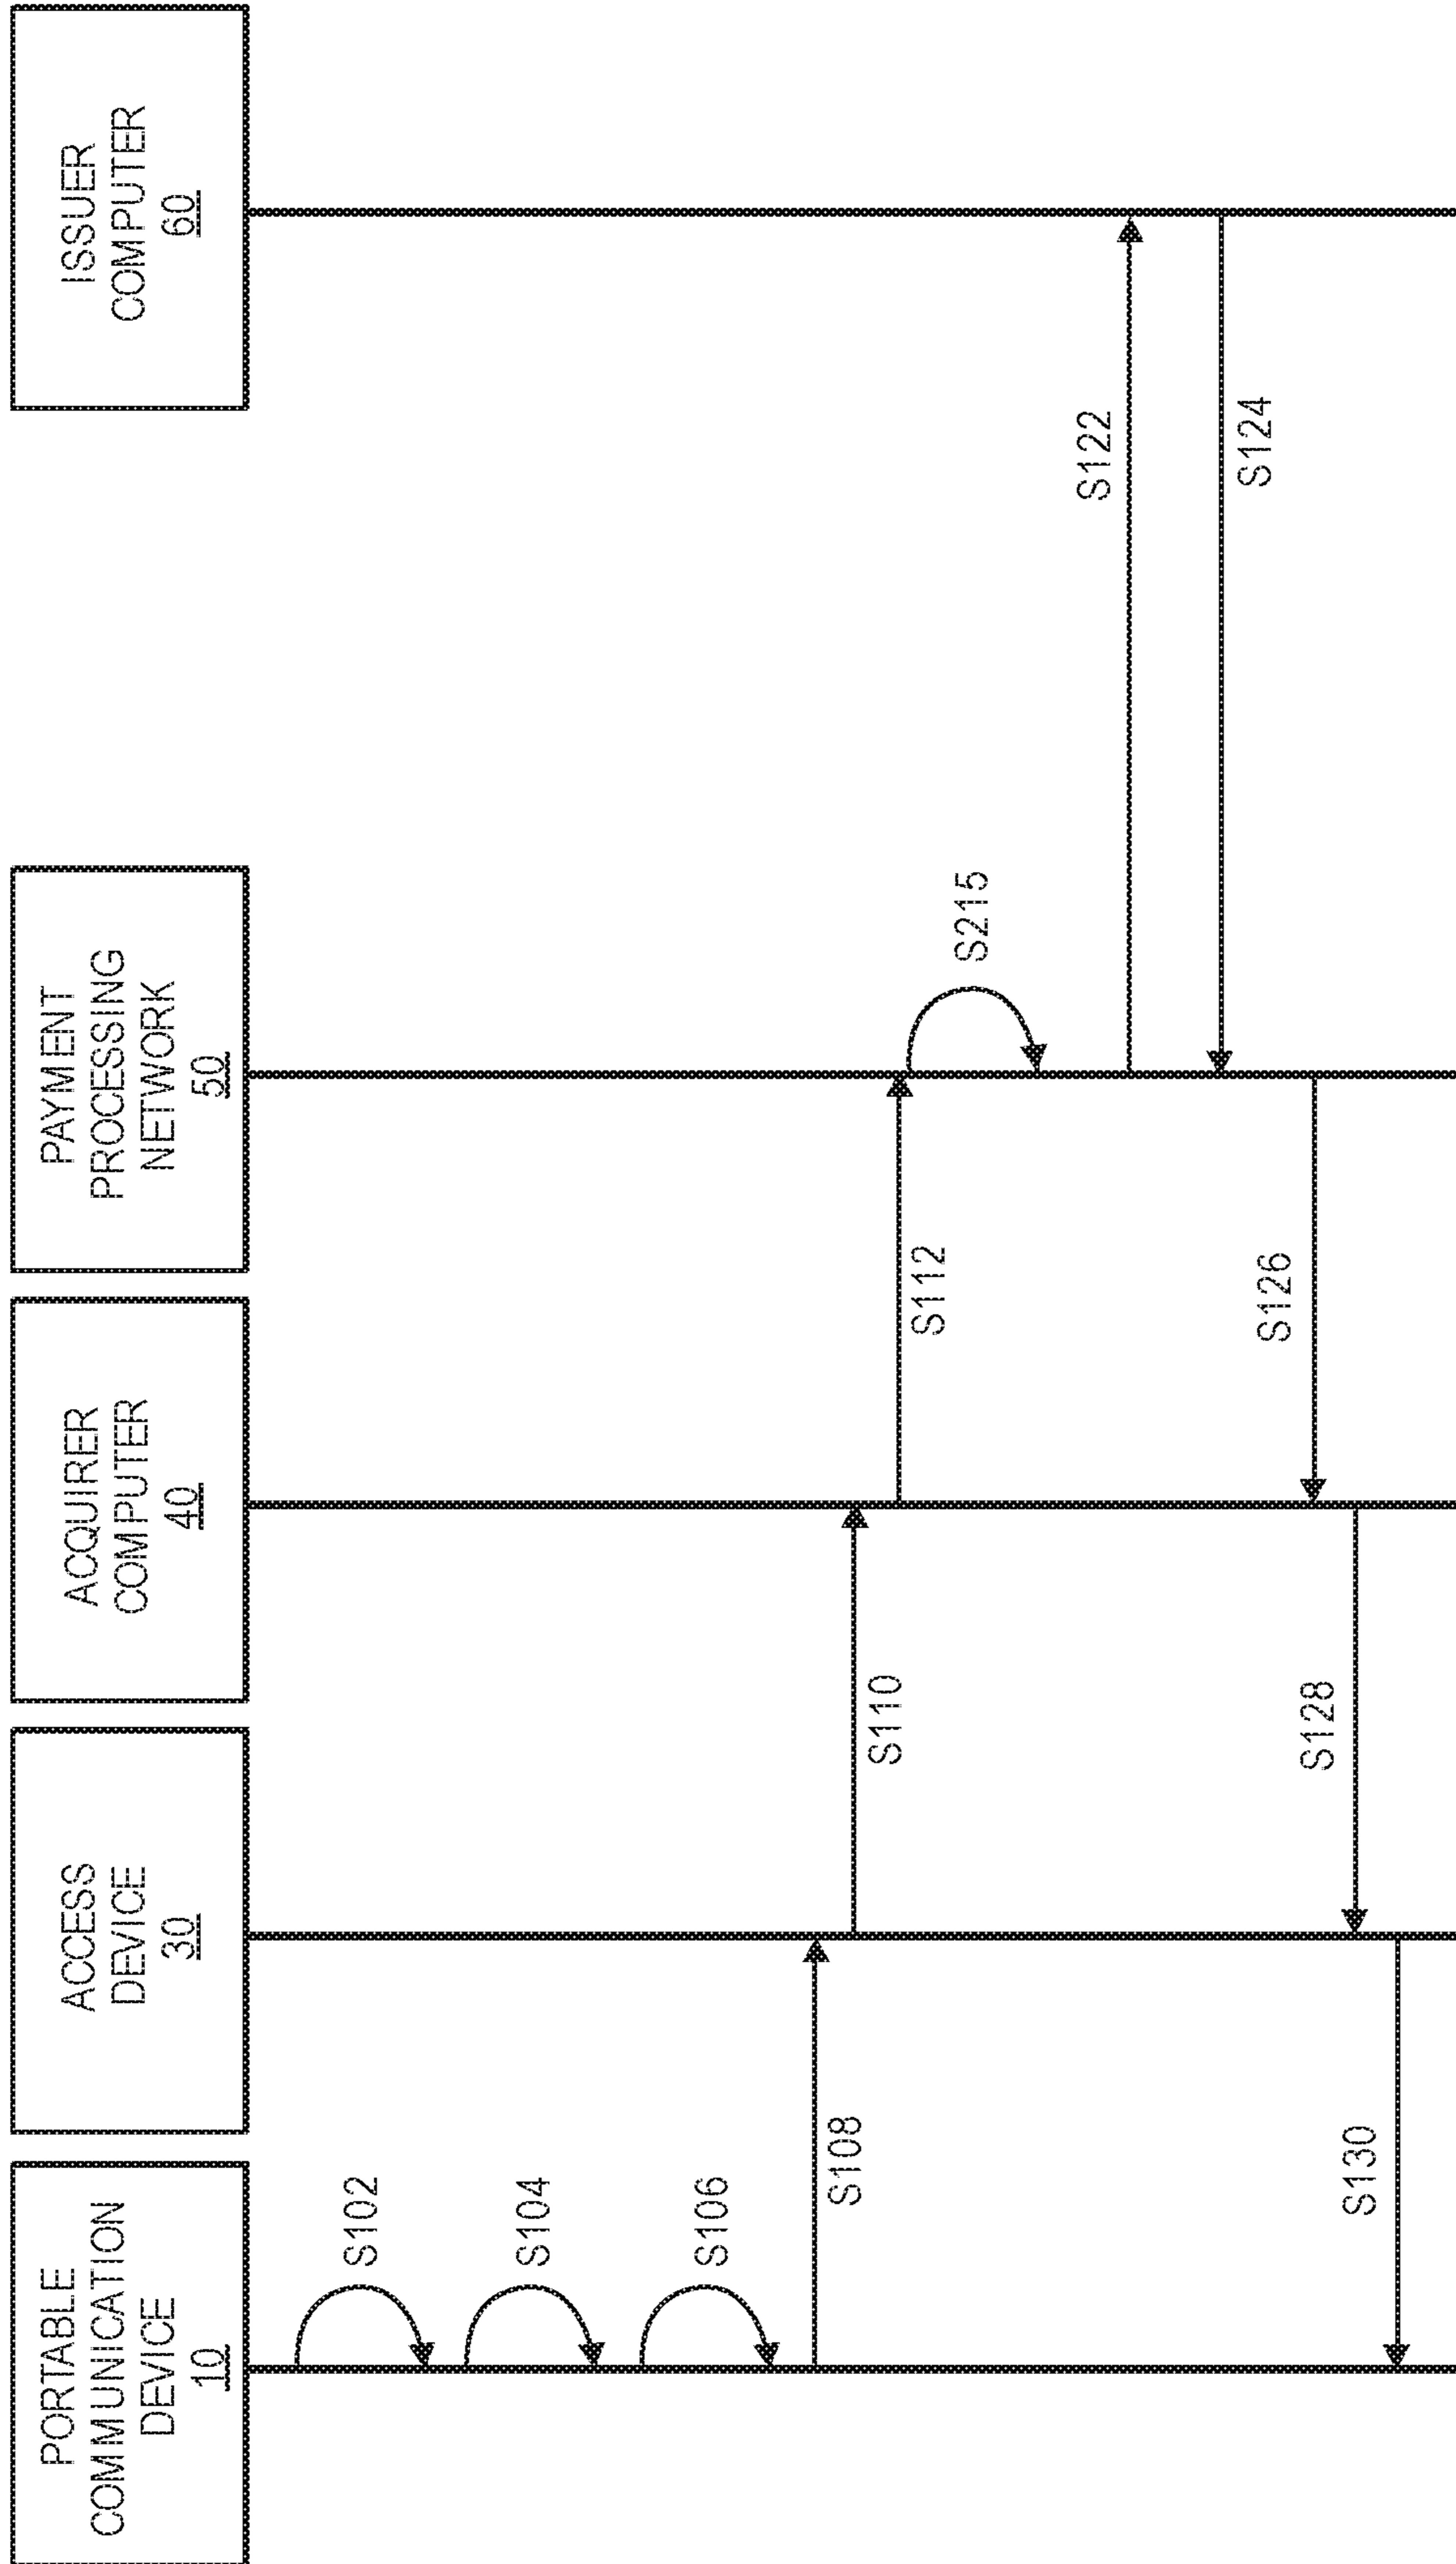 PORTABLE
COMMUNICATION
DEVICE
10
ACCESS
DEVICE
30
ACQUIRER
COMPUTER
40
PAYMENT
PROCESSING
NETWORK
50
ISSUER
COMPUTER
60
S102
S104
S106
S108
S110
S112
S215
S122
S124
S126
S128
S130